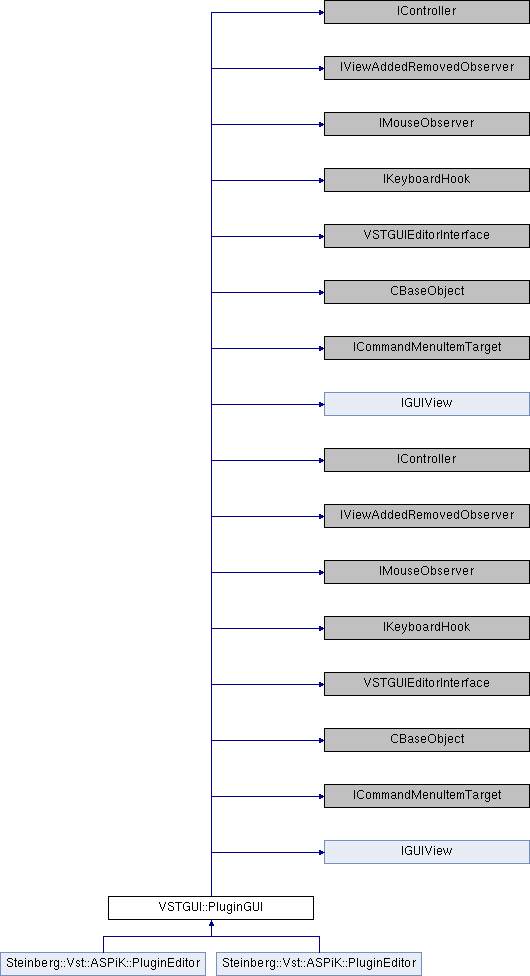 IController
IViewAddedRemovedObserver
IMouseObserver
IKeyboardHook
VSTGUIEditorInterface
CBaseObject
ICommandMenuItemTarget
IGUIView
IController
IViewAddedRemovedObserver
IMouseObserver
IKeyboardHook
VSTGUIEditorInterface
CBaseObject
ICommandMenuItemTarget
IGUIView
VSTGUI::PluginGUI
Steinberg::Vst::ASPiK::PluginEditor
Steinberg::Vst::ASPiK::PluginEditor